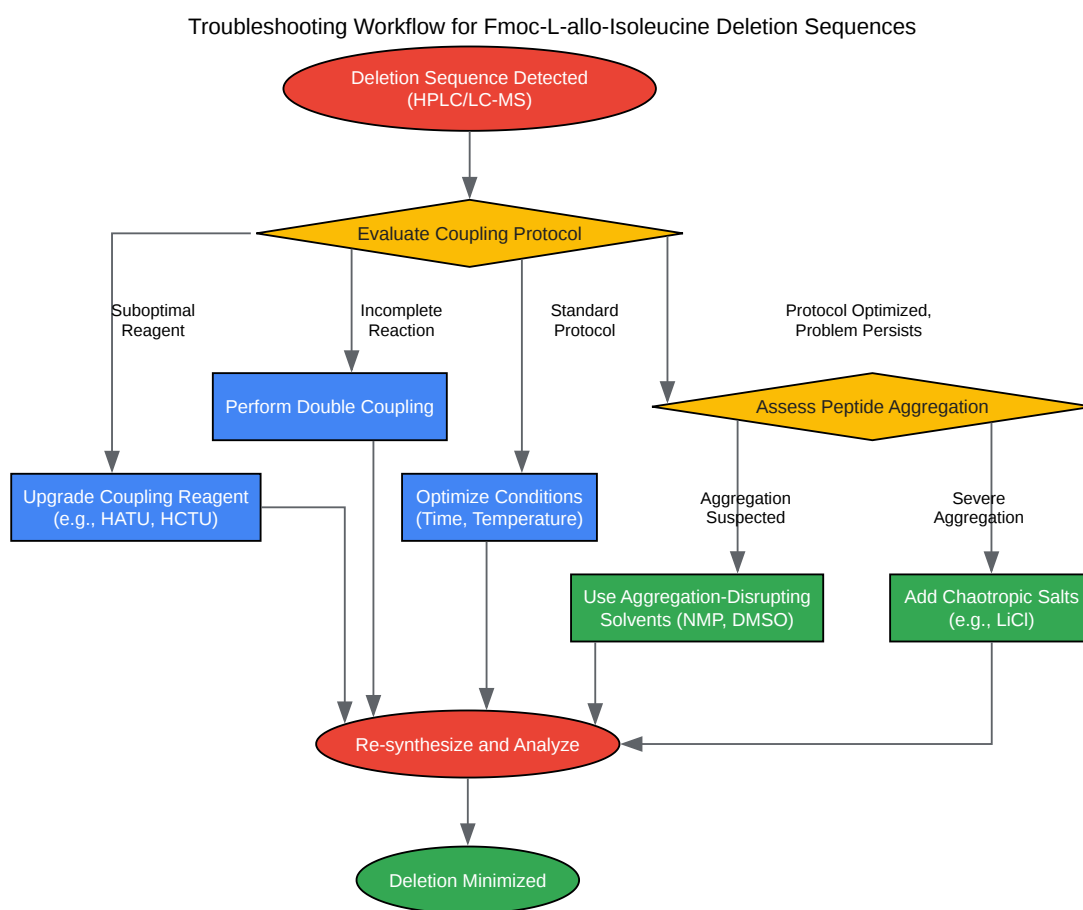 Troubleshooting Workflow for Fmoc-L-allo-Isoleucine Deletion Sequences
Deletion Sequence Detected
(HPLC/LC-MS)
Evaluate Coupling Protocol
Suboptimal
Reagent
Incomplete
Reaction
Standard
Protocol
Protocol Optimized,
Problem Persists
Perform Double Coupling
Assess Peptide Aggregation
Upgrade Coupling Reagent
(e.g., HATU, HCTU)
Optimize Conditions
(Time, Temperature)
Aggregation
Suspected
Severe
Aggregation
Use Aggregation-Disrupting
Solvents (NMP, DMSO)
Add Chaotropic Salts
(e.g., LiCl)
Re-synthesize and Analyze
Deletion Minimized